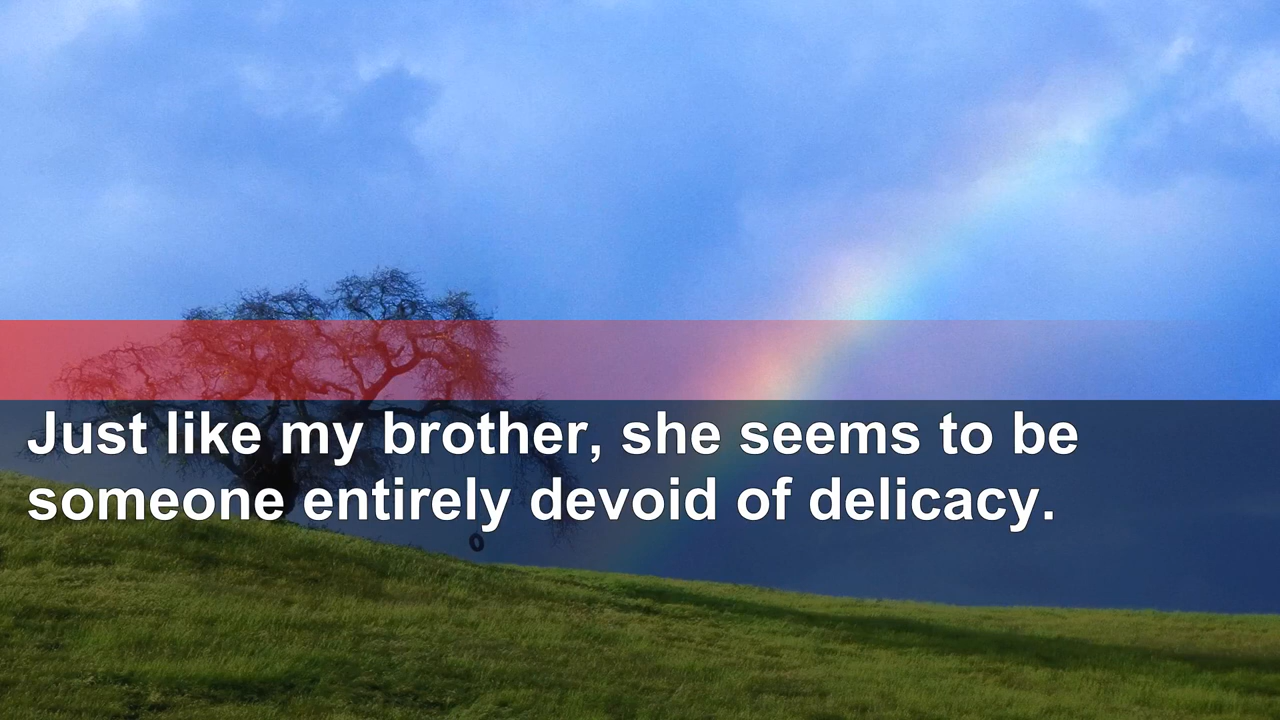 Just like my brother, she seems to be
someone entirely devoid of delicacy.